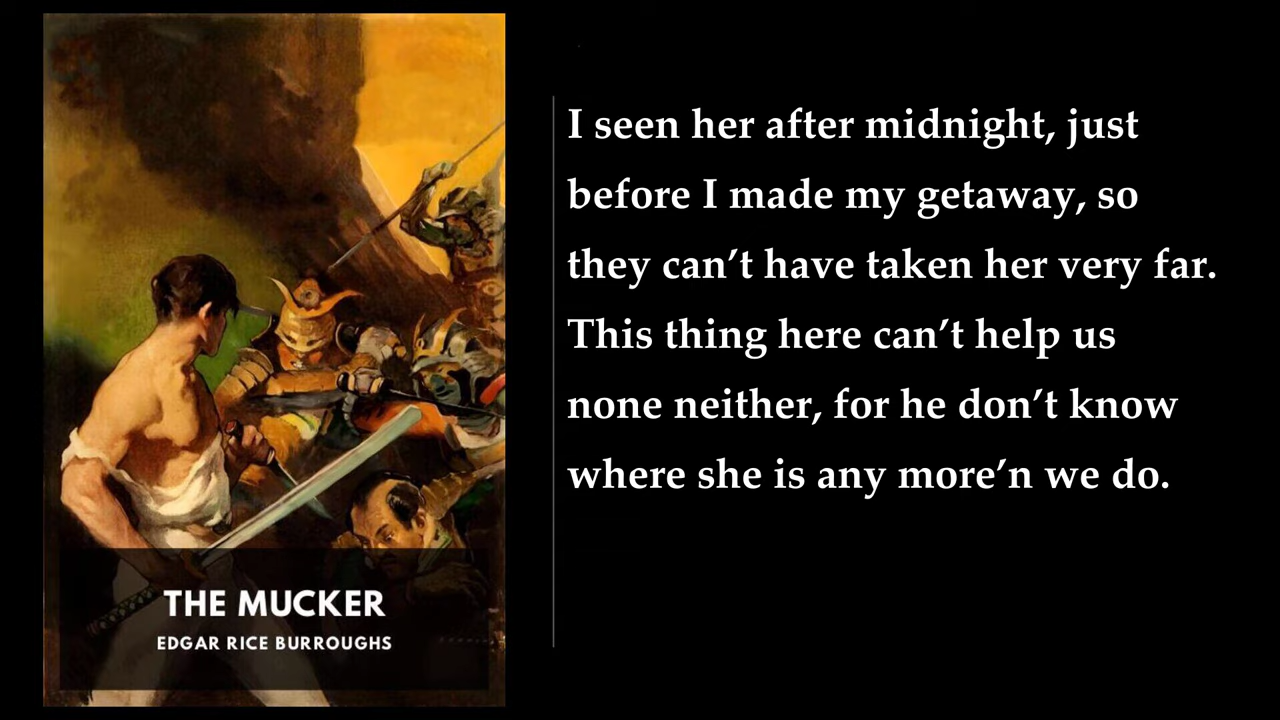 I seen her after midnight, just
before I made my getaway, so
they can’t have taken her very far.
This thing here can’t help us
none neither, for he don’t know
where she is any more’n we do.
THE MUCKER
EDGAR RICE BURROUGHS